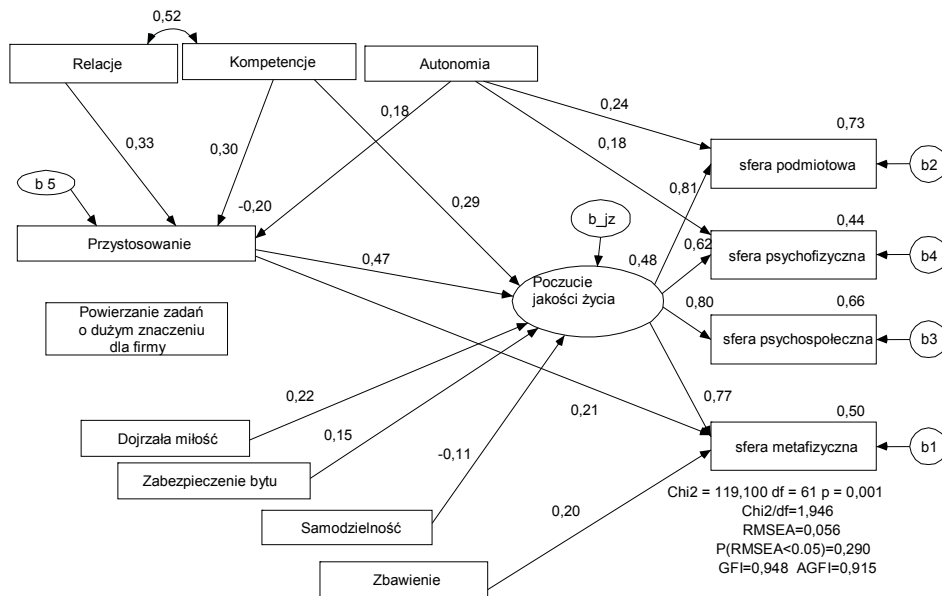 0,52
Relacje
Kompetencje
Autonomia
0,18
0,24
0,73
0,33
0,30
0,18
sfera podmiotowa
b2
b 5
-0,20
0,29
0,81
b_jz
0,44
Przystosowanie
0,47
0,48
0,62
sfera psychofizyczna
b4
Poczucie
jakości życia
Powierzanie zadań
o dużym znaczeniu
dla firmy
0,80
0,66
sfera psychospołeczna
b3
0,22
0,21
0,77
0,50
Dojrzała miłość
0,15
-0,11
sfera metafizyczna
b1
Zabezpieczenie bytu
Samodzielność
0,20
Zbawienie
Chi2 = 119,100 df = 61 p = 0,001
Chi2/df=1,946
RMSEA=0,056
P(RMSEA<0.05)=0,290
GFI=0,948 AGFI=0,915